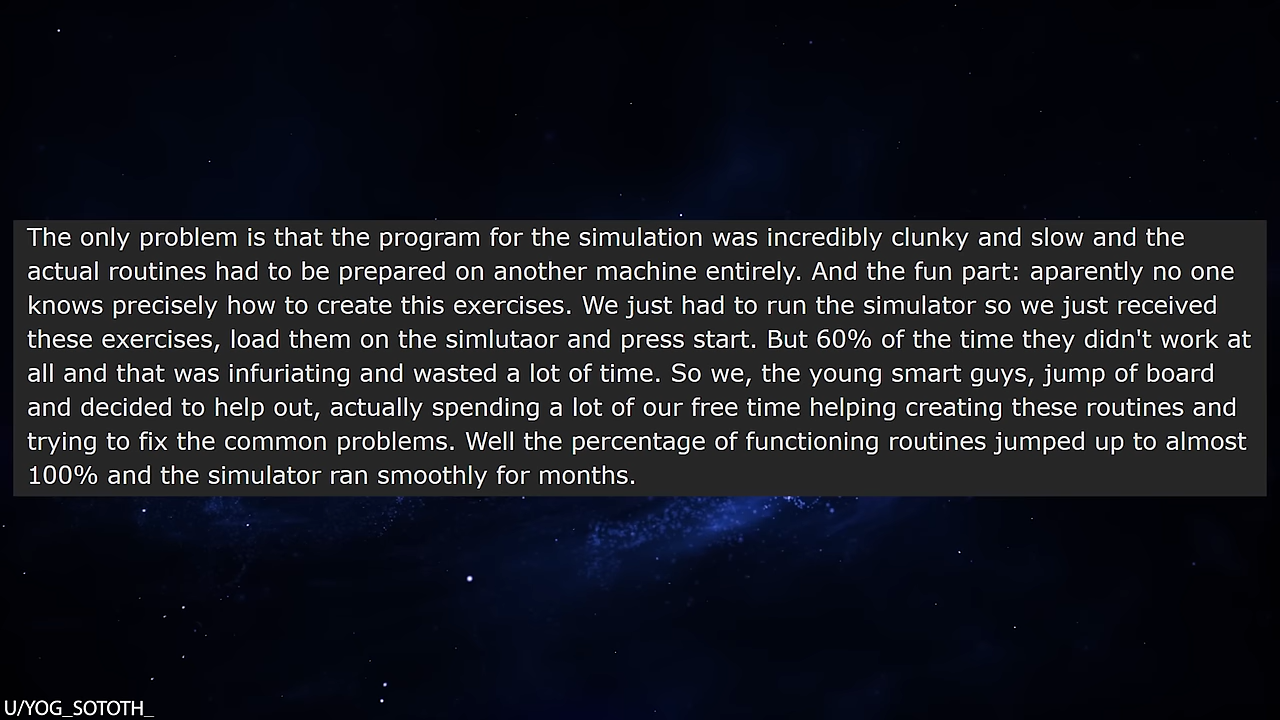 The only problem is that the program for the simulation was incredibly clunky and slow and the
actual routines had to be prepared on another machine entirely. And the fun part: aparently no one
knows precisely how to create this exercises. We just had to run the simulator so we just received
these exercises, load them on the simlutaor and press start. But 60% of the time they didn't work at
all and that was infuriating and wasted a lot of time. So we, the young smart guys, jump of board
and decided to help out, actually spending a lot of our free time helping creating these routines and
trying to fix the common problems. Well the percentage of functioning routines jumped up to almost
100% and the simulator ran smoothly for months.
U/YOG_SOTOTH_